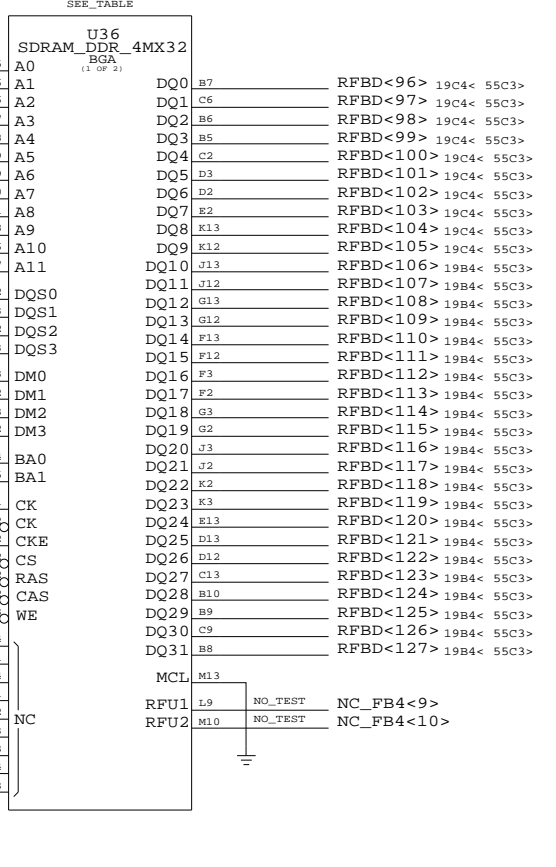 SEE_TABLE
U36
SDRAM_DDR_4MX32
BGA
(1 OF 2)
A0
A1 DQ0 B7 RFBD<96> 19C4< 55C3>
A2 DQ1 C6 RFBD<97> 19C4< 55C3>
A3 DQ2 B6 RFBD<98> 19C4< 55C3>
A4 DQ3 B5 RFBD<99> 19C4< 55C3>
A5 DQ4 C2 RFBD<100> 19C4< 55C3>
A6 DQ5 D3 RFBD<101> 19C4< 55C3>
A7 DQ6 D2 RFBD<102> 19C4< 55C3>
A8 DQ7 E2 RFBD<103> 19C4< 55C3>
A9 DQ8 K13 RFBD<104> 19C4< 55C3>
A10 DQ9 K12 RFBD<105> 19C4< 55C3>
A11 DQ10 J13 RFBD<106> 19B4< 55C3>
DQ11 J12 RFBD<107> 19B4< 55C3>
DQS0 DQ12 G13 RFBD<108> 19B4< 55C3>
DQS1 DQ13 G12 RFBD<109> 19B4< 55C3>
DQS2 DQ14 F13 RFBD<110> 19B4< 55C3>
DQS3 DQ15 F12 RFBD<111> 19B4< 55C3>
DM0 DQ16 F3 RFBD<112> 19B4< 55C3>
DM1 DQ17 F2 RFBD<113> 19B4< 55C3>
DM2 DQ18 G3 RFBD<114> 19B4< 55C3>
DM3 DQ19 G2 RFBD<115> 19B4< 55C3>
DQ20 J3 RFBD<116> 19B4< 55C3>
BA0 DQ21 J2 RFBD<117> 19B4< 55C3>
BA1 DQ22 K2 RFBD<118> 19B4< 55C3>
CK DQ23 K3 RFBD<119> 19B4< 55C3>
CK DQ24 E13 RFBD<120> 19B4< 55C3>
CKE DQ25 D13 RFBD<121> 19B4< 55C3>
CS DQ26 D12 RFBD<122> 19B4< 55C3>
RAS DQ27 C13 RFBD<123> 19B4< 55C3>
CAS DQ28 B10 RFBD<124> 19B4< 55C3>
WE DQ29 B9 RFBD<125> 19B4< 55C3>
DQ30 C9 RFBD<126> 19B4< 55C3>
DQ31 B8 RFBD<127> 19B4< 55C3>
MCL M13
RFU1 L9 NO_TEST NC_FB4<9>
NC RFU2 M10 NO_TEST NC_FB4<10>